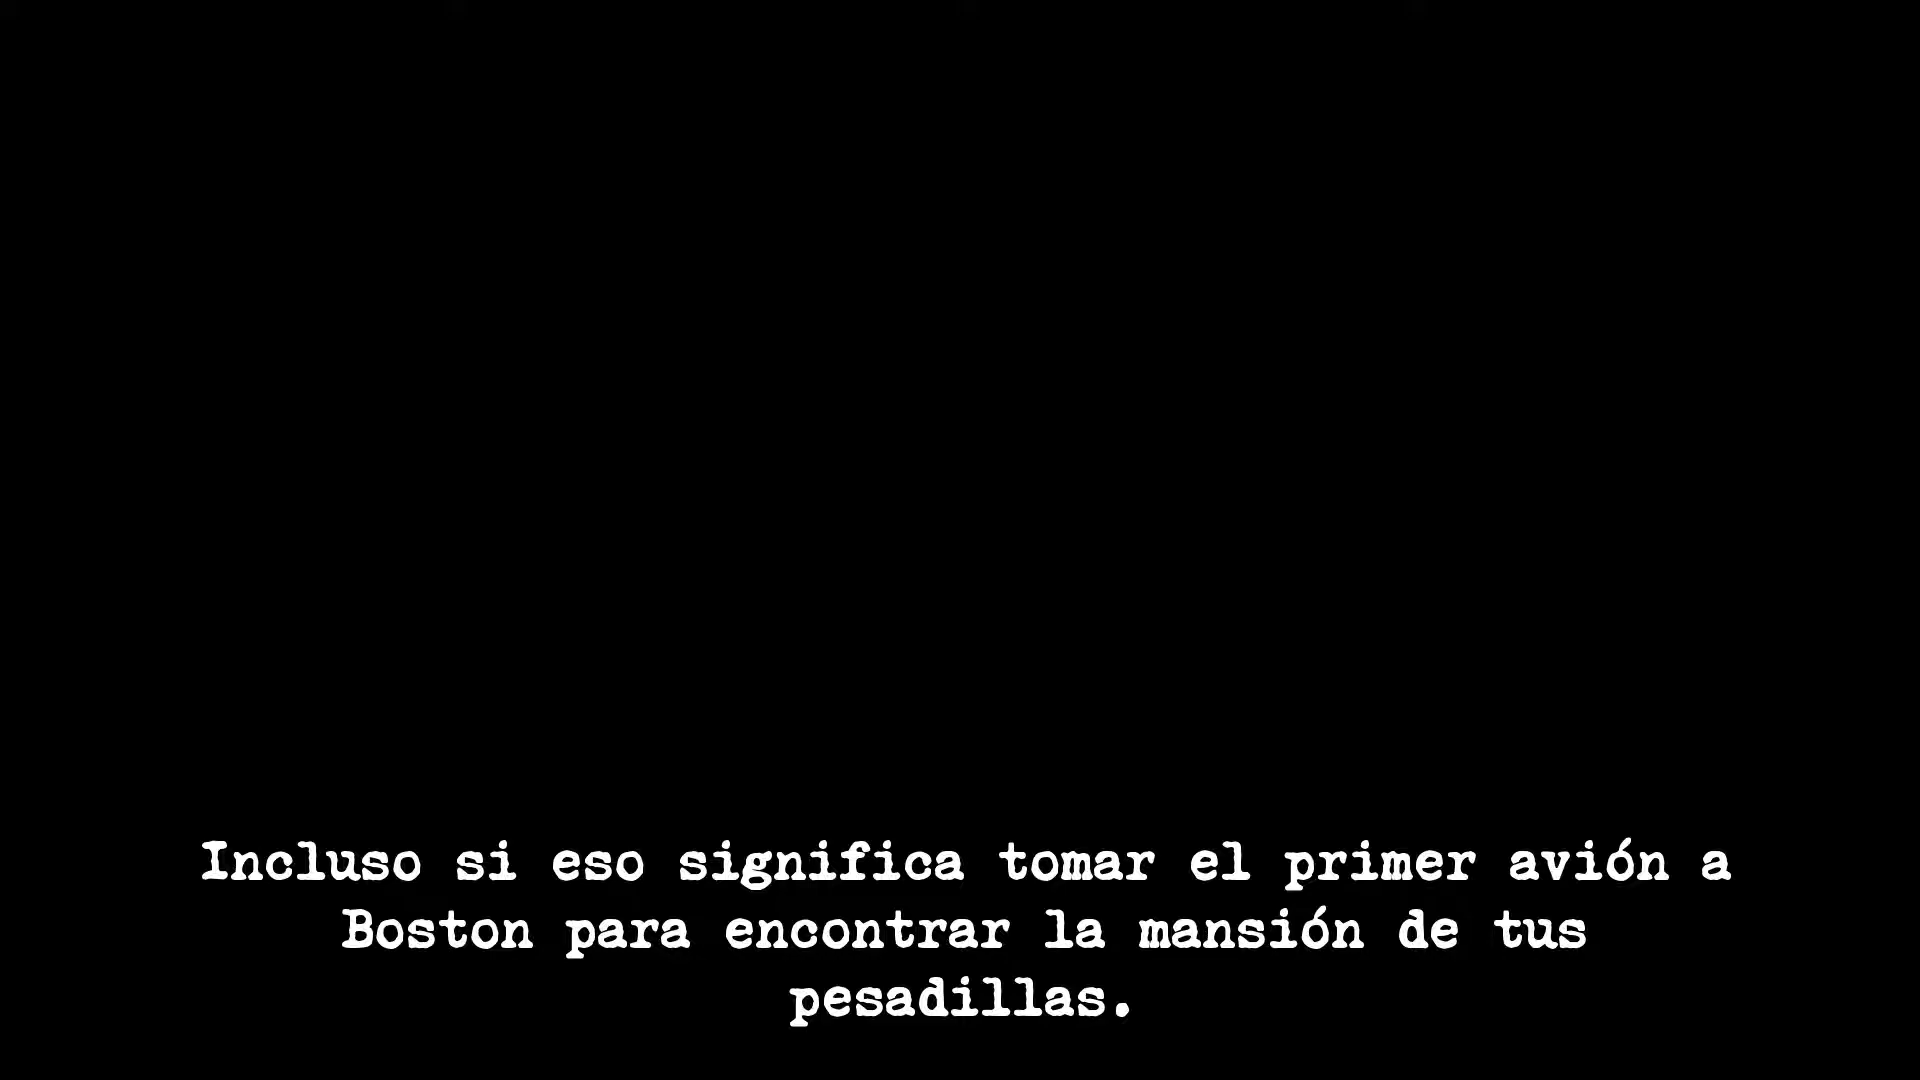 Incluso si eso significa tomar el primer avión a
Boston para encontrar la mansión de tus
pesadillas.